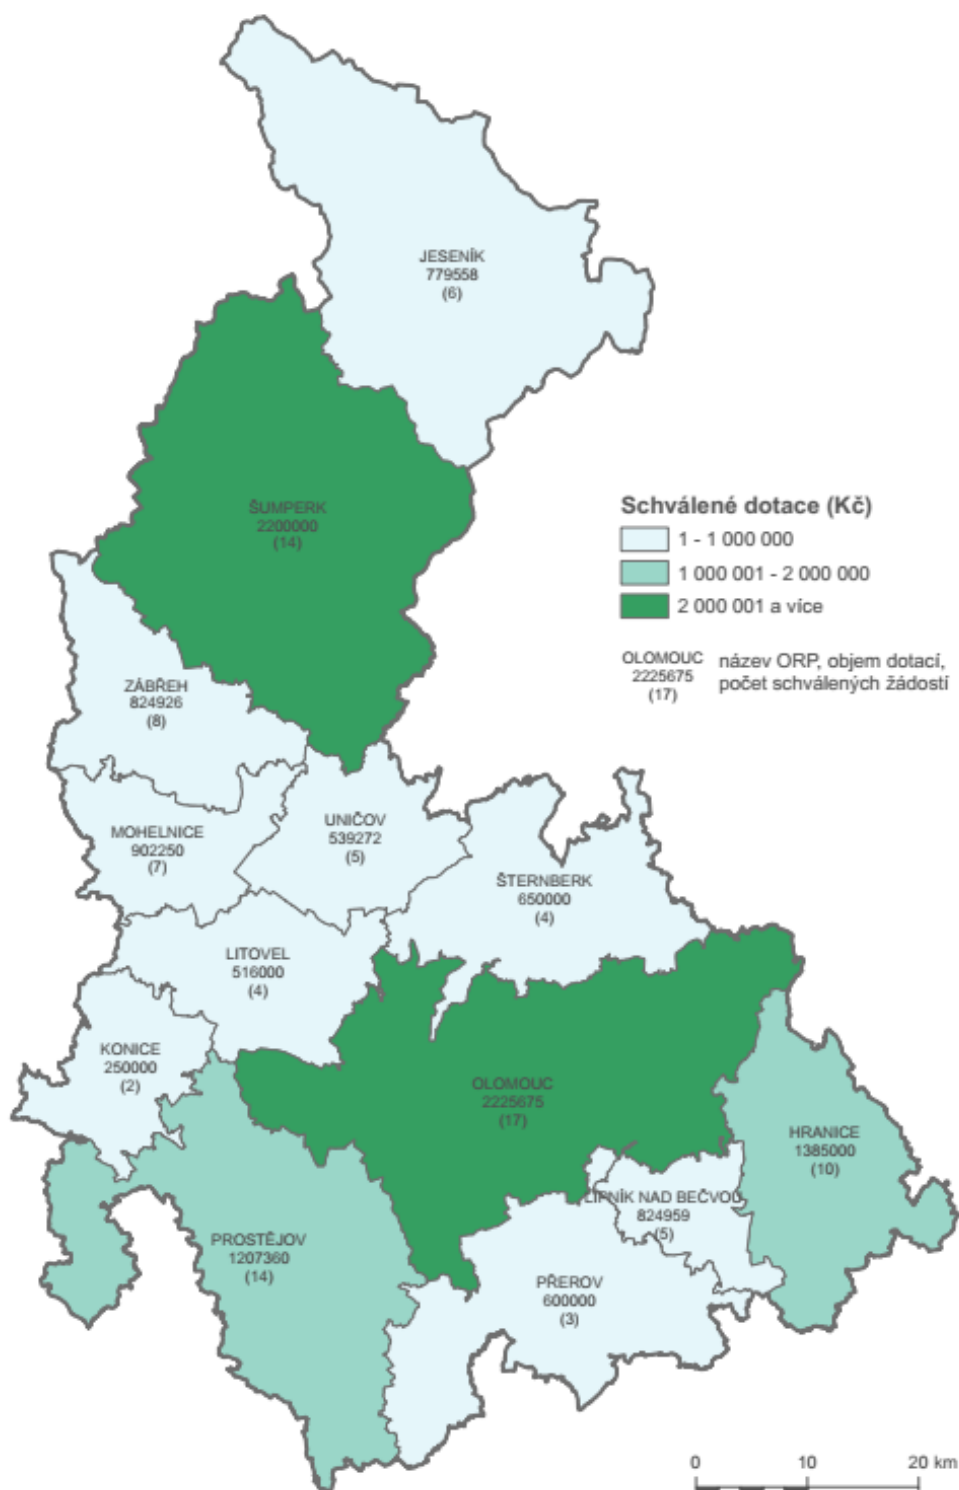 JESENÍK
779558
(6)
ŠUMPERK
2200000
(14)
Schválené dotace (Kč)
1 - 1 000 000
1 000 001 - 2 000 000
2 000 001 a více
OLOMOUC
2225675
(17)
název ORP, objem dotací,
počet schválených žádostí
ZÁBŘEH
824926
(8)
MOHELNICE
902250
(7)
UNIČOV
539272
(5)
ŠTERNBERK
650000
(4)
LITOVEL
516000
(4)
KONICE
250000
(2)
OLOMOUC
2225675
(17)
HRANICE
1385000
(10)
LIPNÍK NAD BEČVOU
824959
(5)
PROSTĚJOV
1207360
(14)
PŘEROV
600000
(3)
0 10 20 km